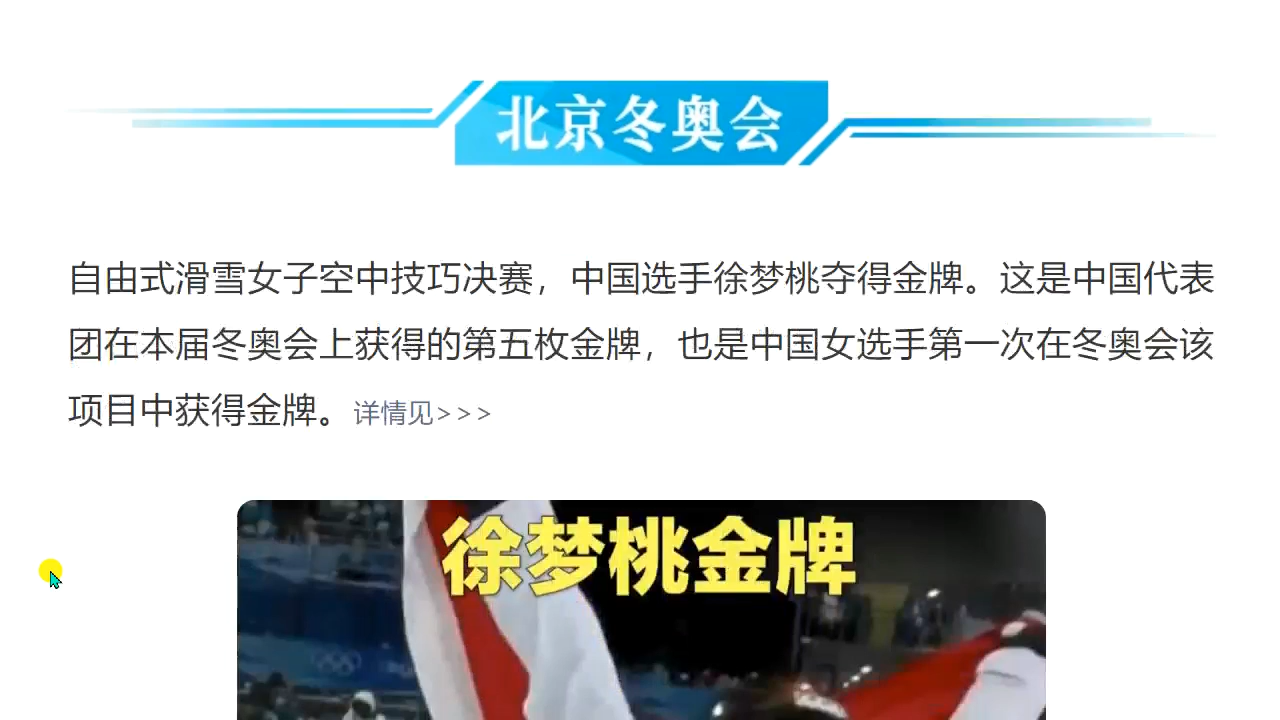 北京冬奥会
自由式滑雪女子空中技巧决赛，中国选手徐梦桃夺得金牌。这是中国代表
团在本届冬奥会上获得的第五枚金牌，也是中国女选手第一次在冬奥会该
项目中获得金牌。详情见>>>
徐梦桃金牌